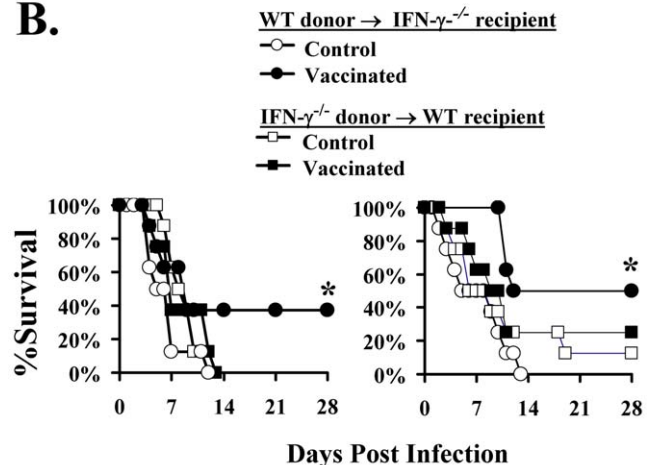 B.
WT donor → IFN-γ-⁻/⁻ recipient
Control
Vaccinated
IFN-γ⁻/⁻ donor → WT recipient
Control
Vaccinated
%Survival
100%
80%
60%
40%
20%
0%
*
0 7 14 21 28
100%
80%
60%
40%
20%
0%
*
0 7 14 21 28
Days Post Infection